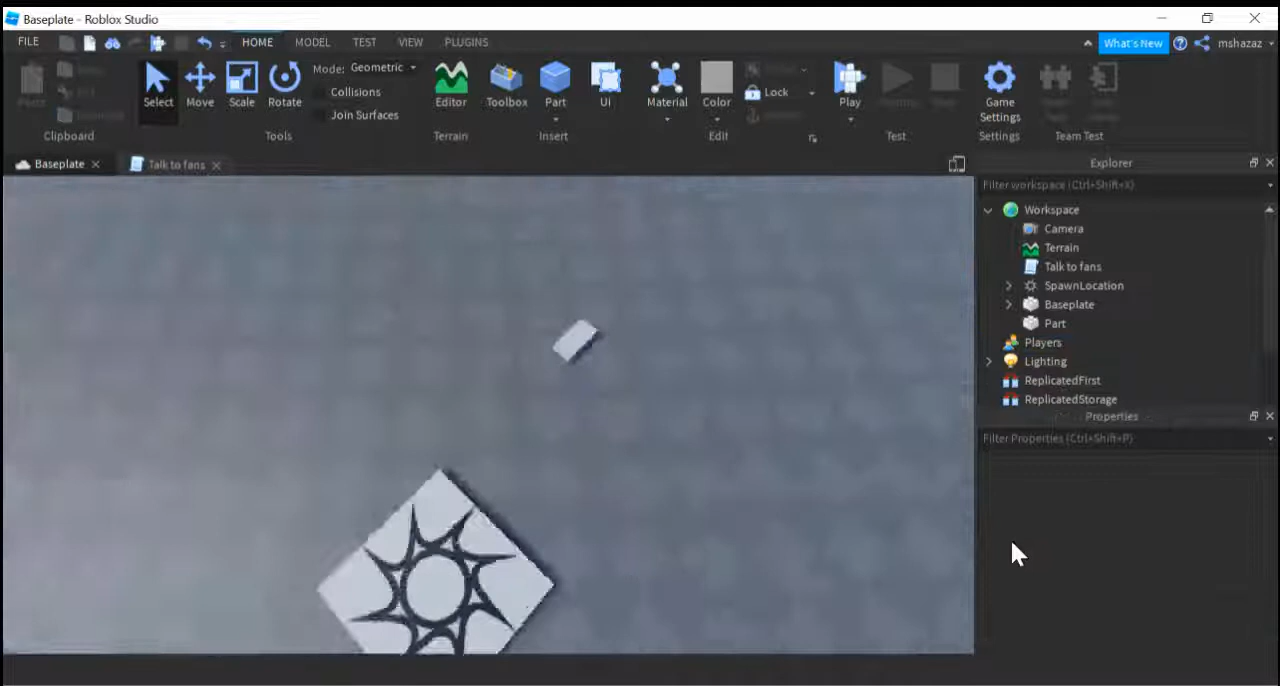 Baseplate - Roblox Studio
FILE HOME MODEL TEST VIEW PLUGINS What's New mshazaz
Mode: Geometric
Collisions
Join Surfaces
Select Move Scale Rotate Editor Toolbox Part UI Material Color Lock Play Game Settings
Clipboard Tools Terrain Insert Edit Test Settings Team Test
Baseplate Talk to fans Explorer
Filter workspace (Ctrl+Shift+X)
Workspace
Camera
Terrain
Talk to fans
SpawnLocation
Baseplate
Part
Players
Lighting
ReplicatedFirst
ReplicatedStorage
Properties
Filter Properties (Ctrl+Shift+P)